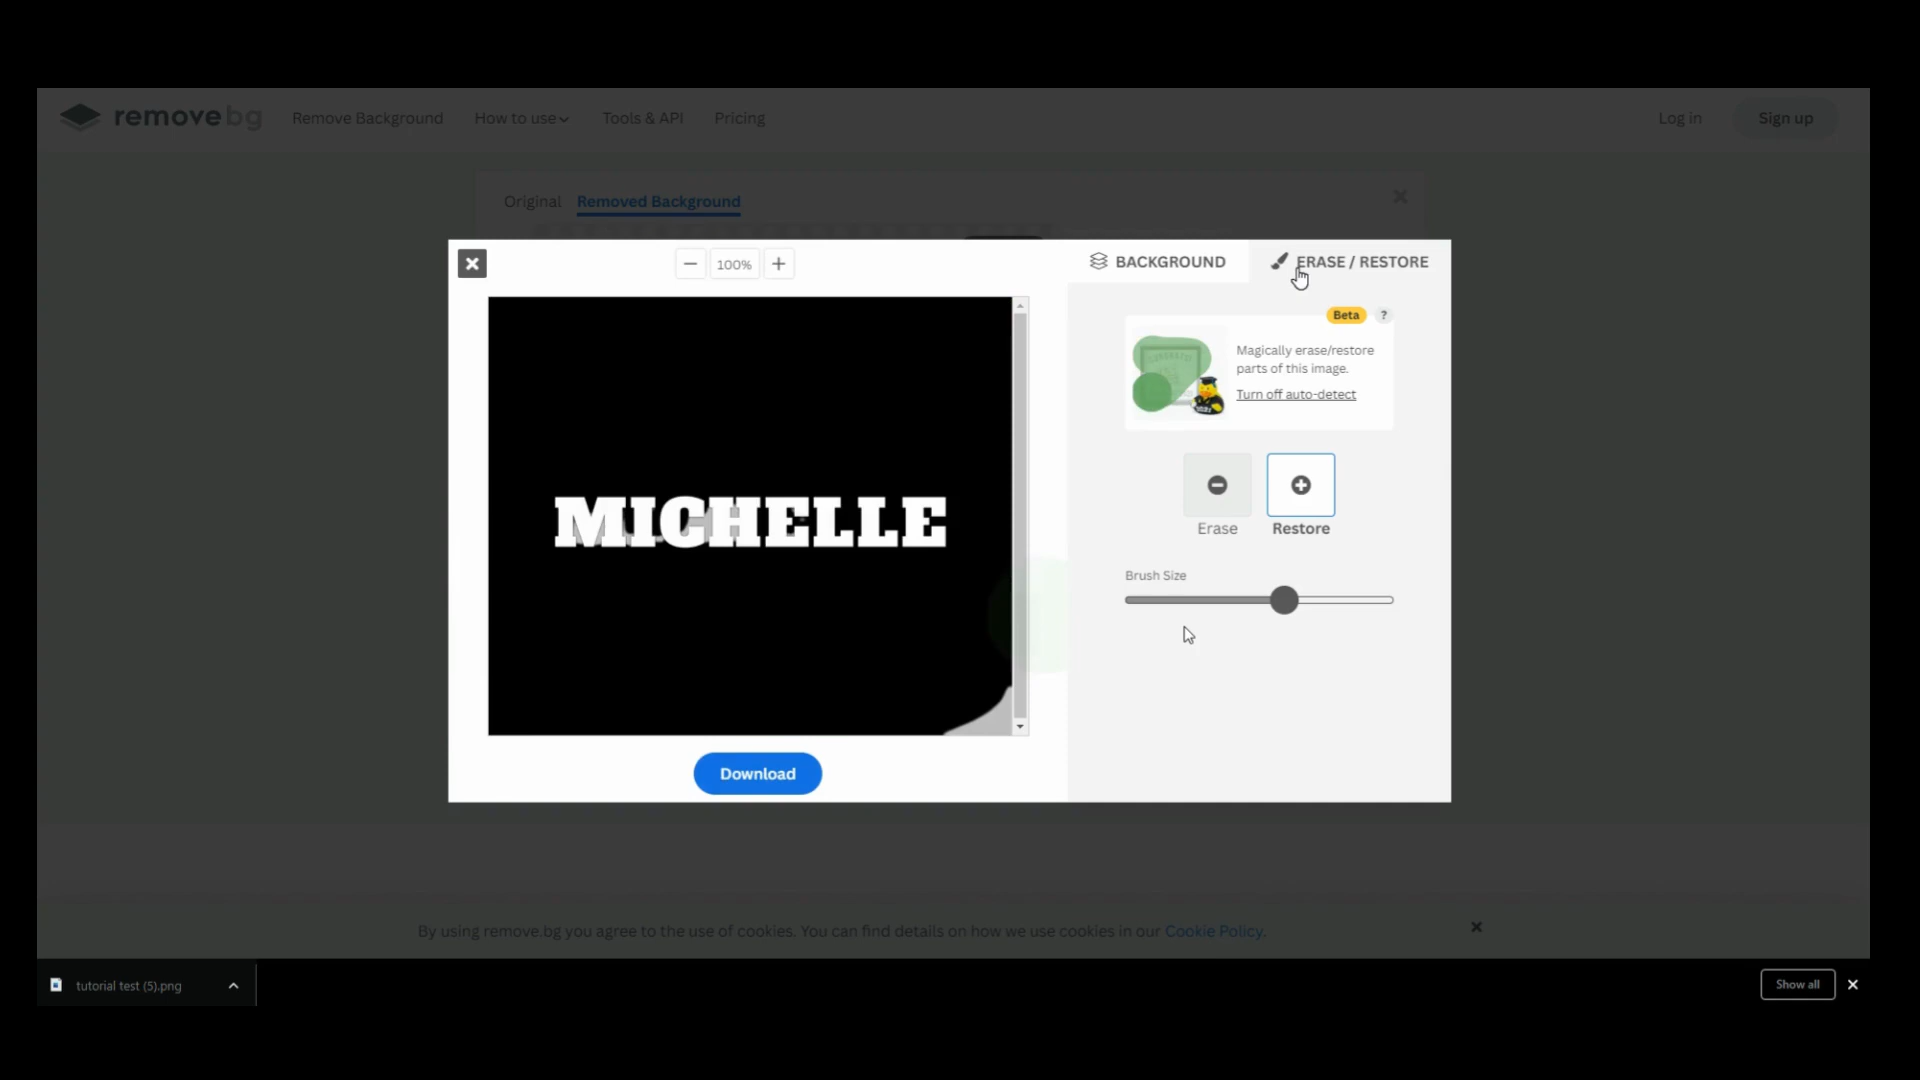 remove bg Remove Background How to use Tools & API Pricing Log in Sign up
Original Removed Background
100%
BACKGROUND ERASE / RESTORE
Beta ?
Magically erase/restore
parts of this image.
Turn off auto-detect
Erase Restore
MICHELLE
Brush Size
Download
By using remove.bg you agree to the use of cookies. You can find details on how we use cookies in our Cookie Policy.
tutorial test (5).png Show all